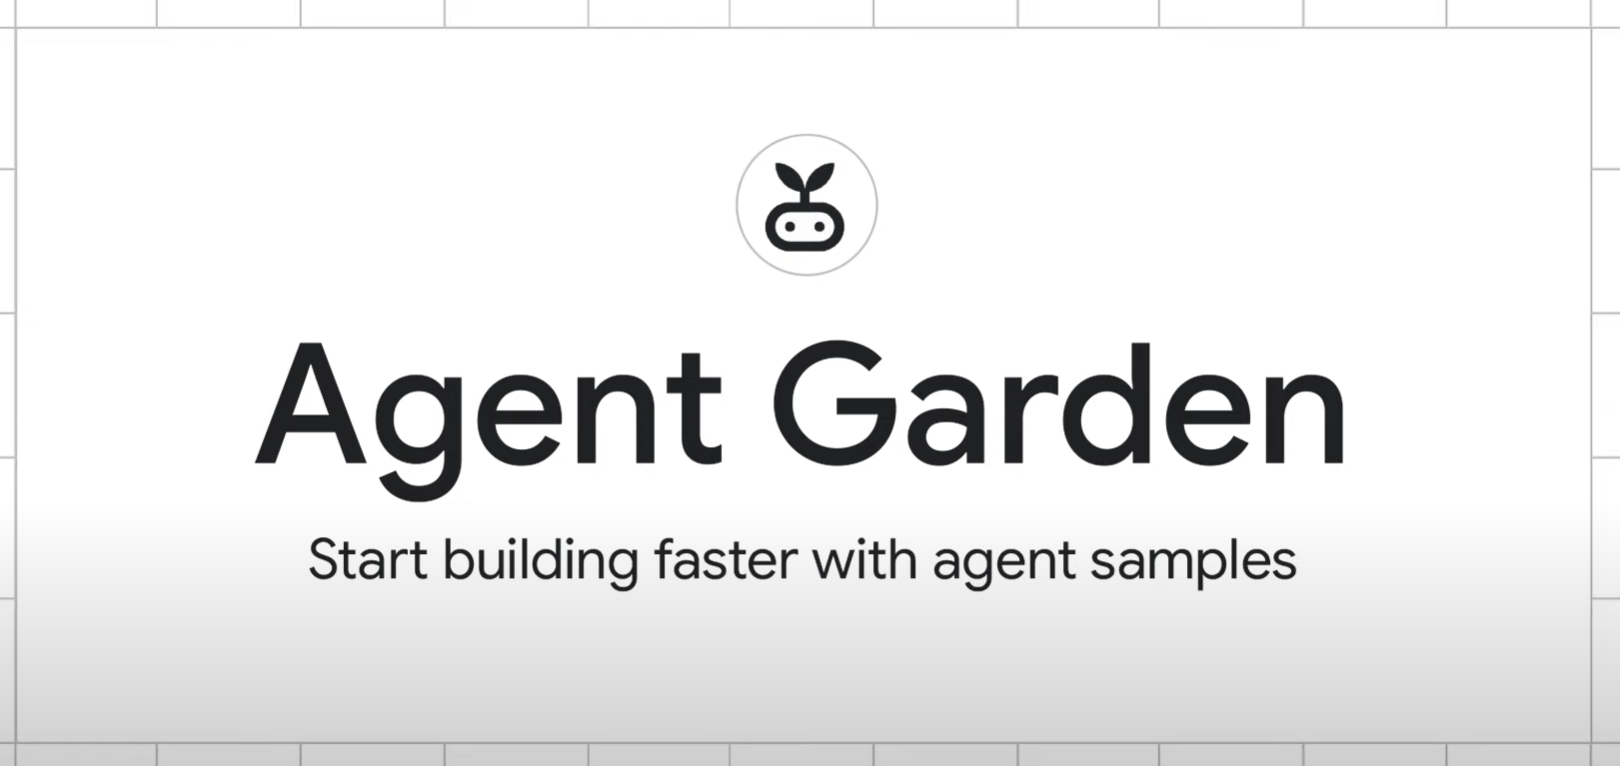 Agent Garden
Start building faster with agent samples